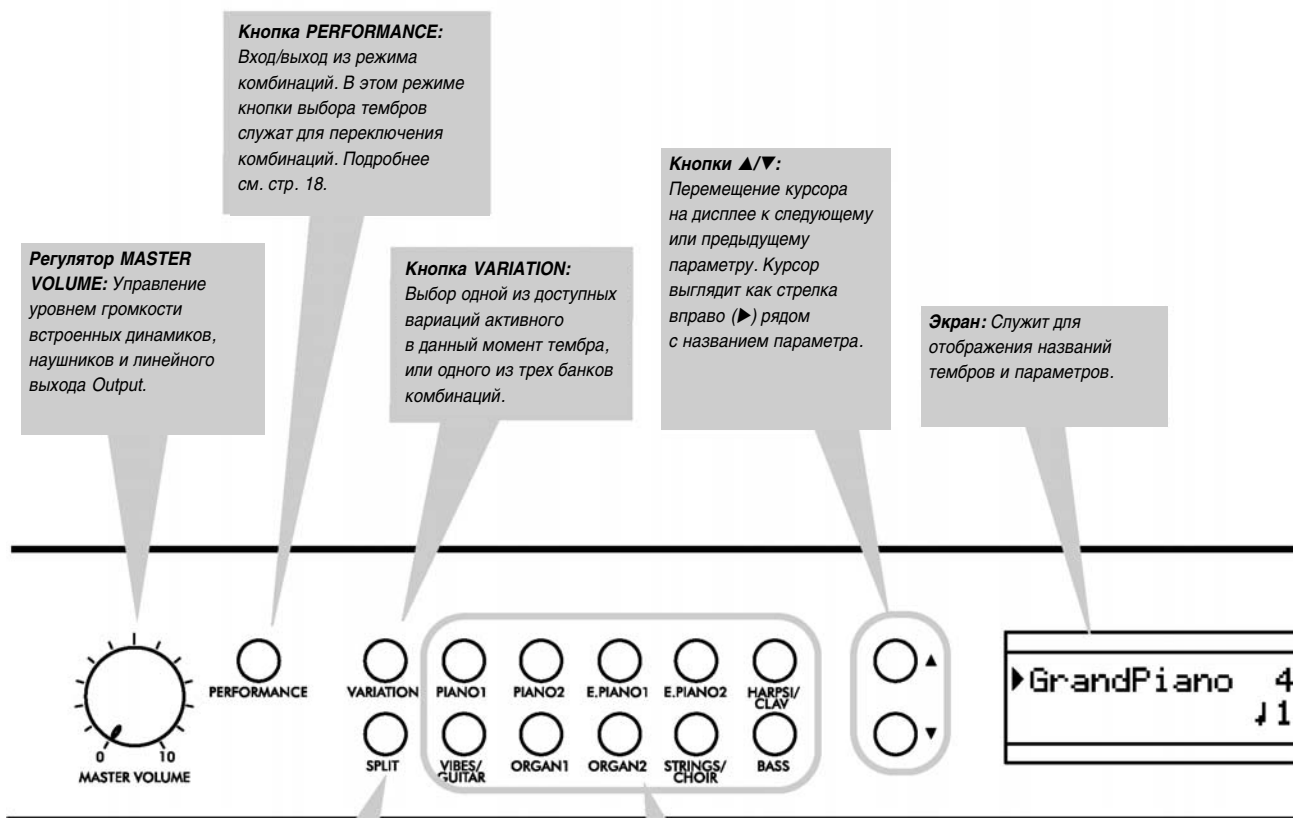 Кнопка PERFORMANCE:
Вход/выход из режима
комбинаций. В этом режиме
кнопки выбора тембров
служат для переключения
комбинаций. Подробнее
см. стр. 18.
Кнопки ▲/▼:
Перемещение курсора
на дисплее к следующему
или предыдущему
параметру. Курсор
выглядит как стрелка
вправо (▶) рядом
с названием параметра.
Регулятор MASTER
VOLUME: Управление
уровнем громкости
встроенных динамиков,
наушников и линейного
выхода Output.
Кнопка VARIATION:
Выбор одной из доступных
вариаций активного
в данный момент тембра,
или одного из трех банков
комбинаций.
Экран: Служит для
отображения названий
тембров и параметров.
0 10
MASTER VOLUME
PERFORMANCE
VARIATION
PIANO1
PIANO2
E.PIANO1
E.PIANO2
HARPSI/
CLAV
SPLIT
VIBES/
GUITAR
ORGAN1
ORGAN2
STRINGS/
CHOIR
BASS
▲
▼
▶GrandPiano 4
♩1